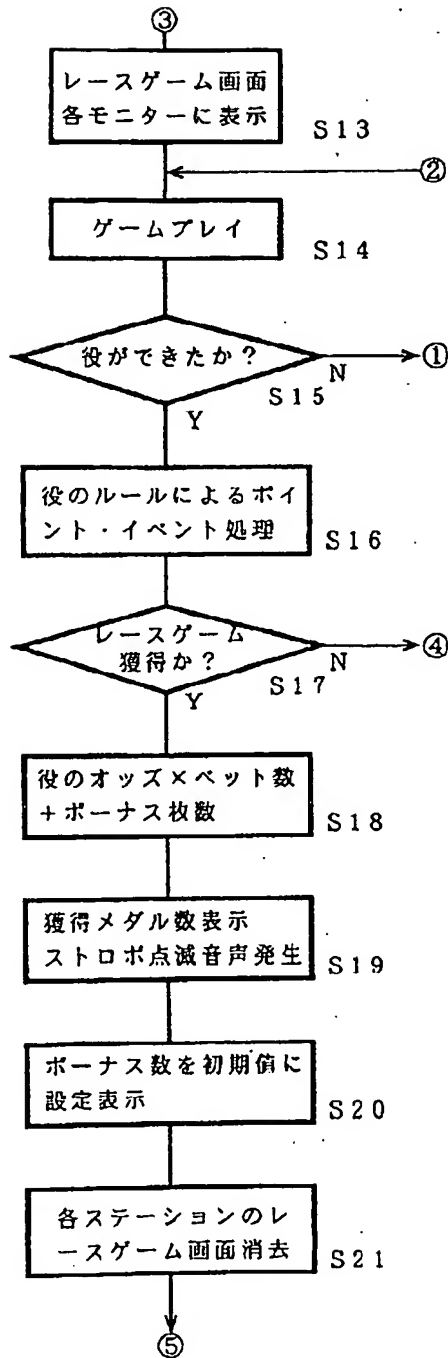 ③
レースゲーム画面
各モニターに表示
S13
②
ゲームプレイ
S14
役ができたか?
N
①
S15
Y
役のルールによるポイ
ント・イベント処理
S16
レースゲーム
獲得か?
N
④
S17
Y
役のオッズ×ベット数
+ボーナス枚数
S18
獲得メダル数表示
ストロボ点滅音声発生
S19
ボーナス数を初期値に
設定表示
S20
各ステーションのレ
ースゲーム画面消去
S21
⑤